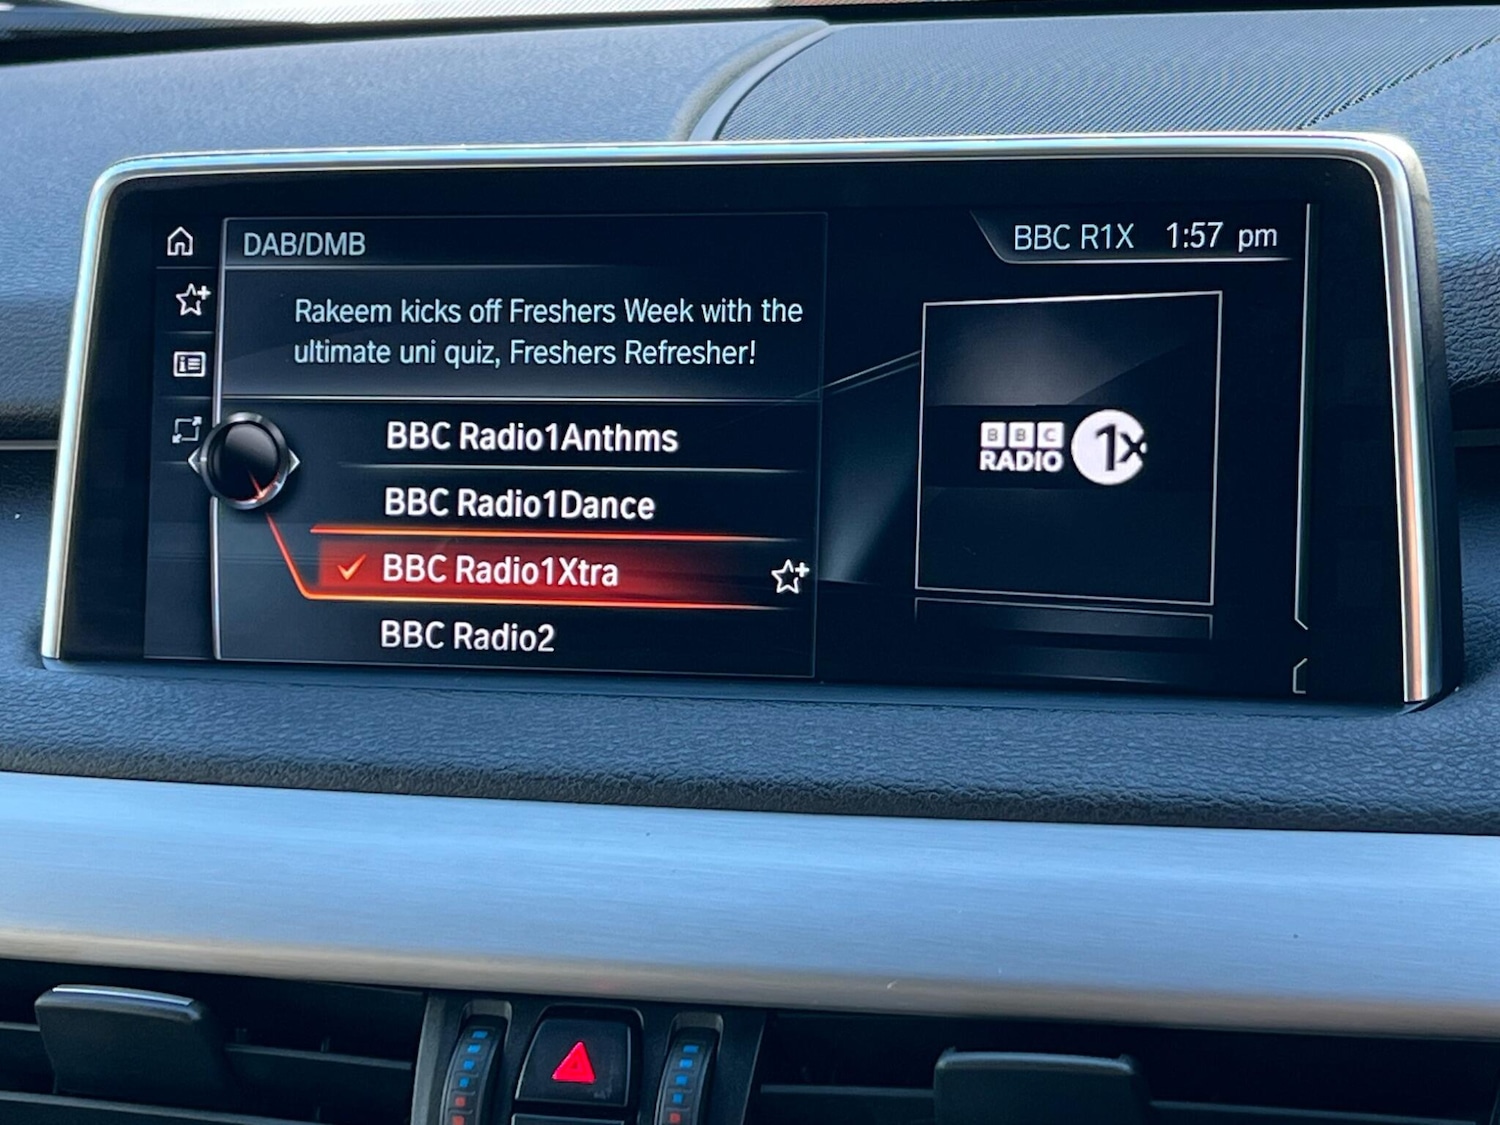 DAB/DMB
BBC R1X 1:57 pm
Rakeem kicks off Freshers Week with the
ultimate uni quiz, Freshers Refresher!
BBC Radio1Anthms
BBC Radio1Dance
BBC Radio1Xtra
BBC Radio2
BBC
RADIO 1x